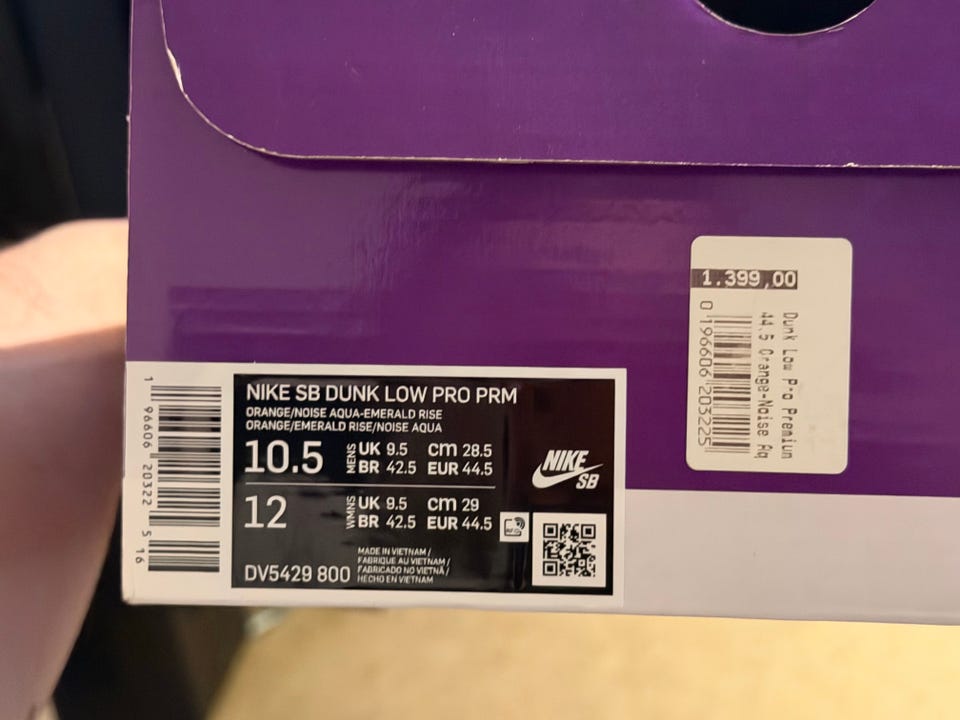 1.399,00
Dunk Low Pro Premium
44.5 Orange-Noise Aq
0 196606 203225
NIKE SB DUNK LOW PRO PRM
ORANGE/NOISE AQUA-EMERALD RISE
ORANGE/EMERALD RISE/NOISE AQUA
10.5 MENS UK 9.5 cm 28.5
BR 42.5 EUR 44.5
12 WMNS UK 9.5 cm 29
BR 42.5 EUR 44.5
MADE IN VIETNAM /
FABRIQUE AU VIETNAM /
FABRICADO NO VIETNÃ /
HECHO EN VIETNAM
DV5429 800
NIKE
SB
1 96606 20322 5 16